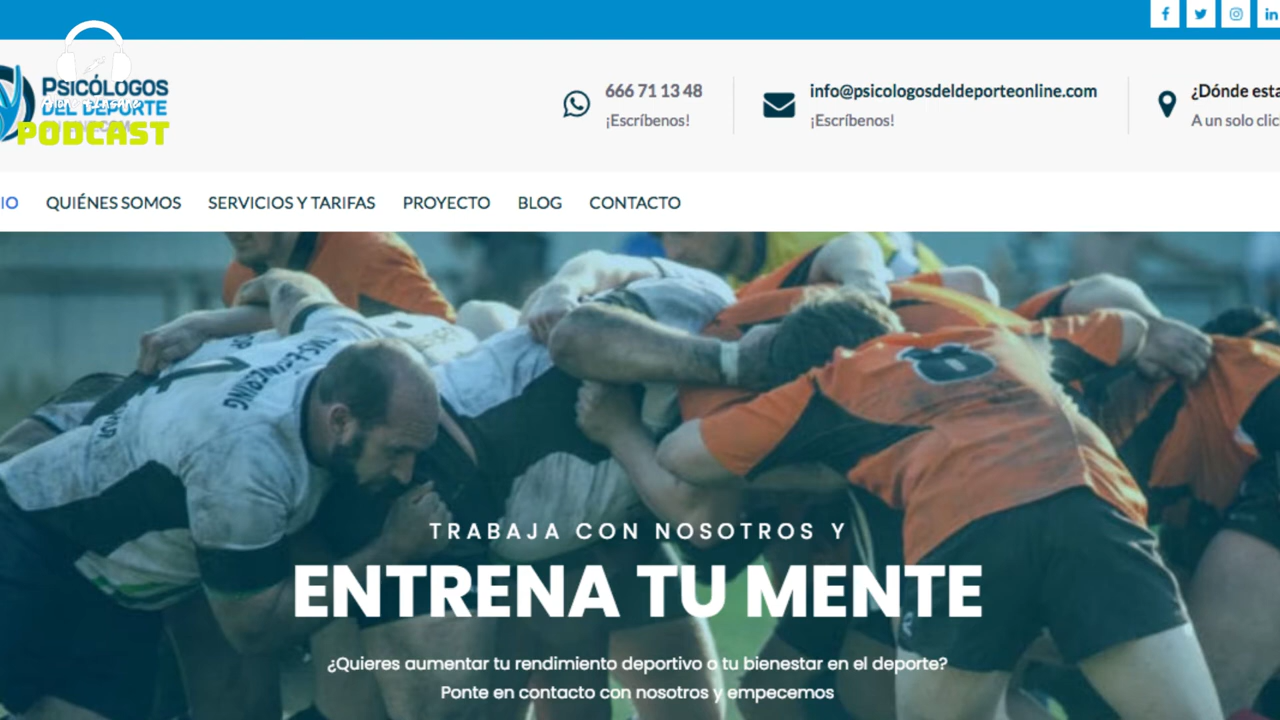 PSICÓLOGOS
DEL DEPORTE
PODCAST
666 71 13 48
¡Escríbenos!
info@psicologosdeldeporteonline.com
¡Escríbenos!
¿Dónde esta
A un solo clic
IO
QUIÉNES SOMOS
SERVICIOS Y TARIFAS
PROYECTO
BLOG
CONTACTO
8
TRABAJA CON NOSOTROS Y
ENTRENA TU MENTE
¿Quieres aumentar tu rendimiento deportivo o tu bienestar en el deporte?
Ponte en contacto con nosotros y empecemos